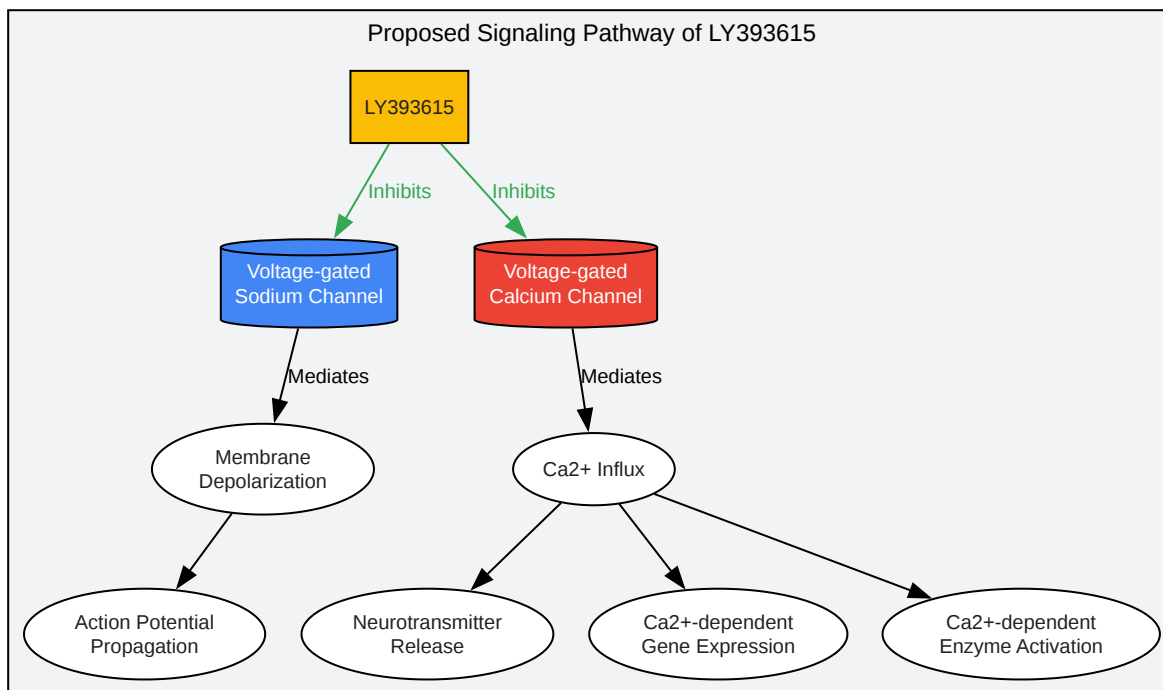 Proposed Signaling Pathway of LY393615
LY393615
Inhibits
Inhibits
Voltage-gated
Sodium Channel
Voltage-gated
Calcium Channel
Mediates
Mediates
Membrane
Depolarization
Ca2+ Influx
Action Potential
Propagation
Neurotransmitter
Release
Ca2+-dependent
Gene Expression
Ca2+-dependent
Enzyme Activation